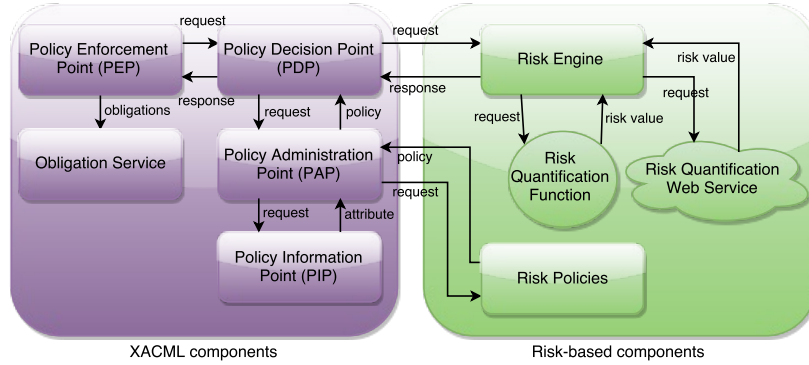 request
Policy Enforcement
Point (PEP)
Policy Decision Point
(PDP)
request
Risk Engine
risk value
response
response
request
obligations
request
policy
request
risk value
Obligation Service
Policy Administration
Point (PAP)
policy
request
Risk
Quantification
Function
Risk Quantification
Web Service
request
attribute
Policy Information
Point (PIP)
Risk Policies
XACML components
Risk-based components